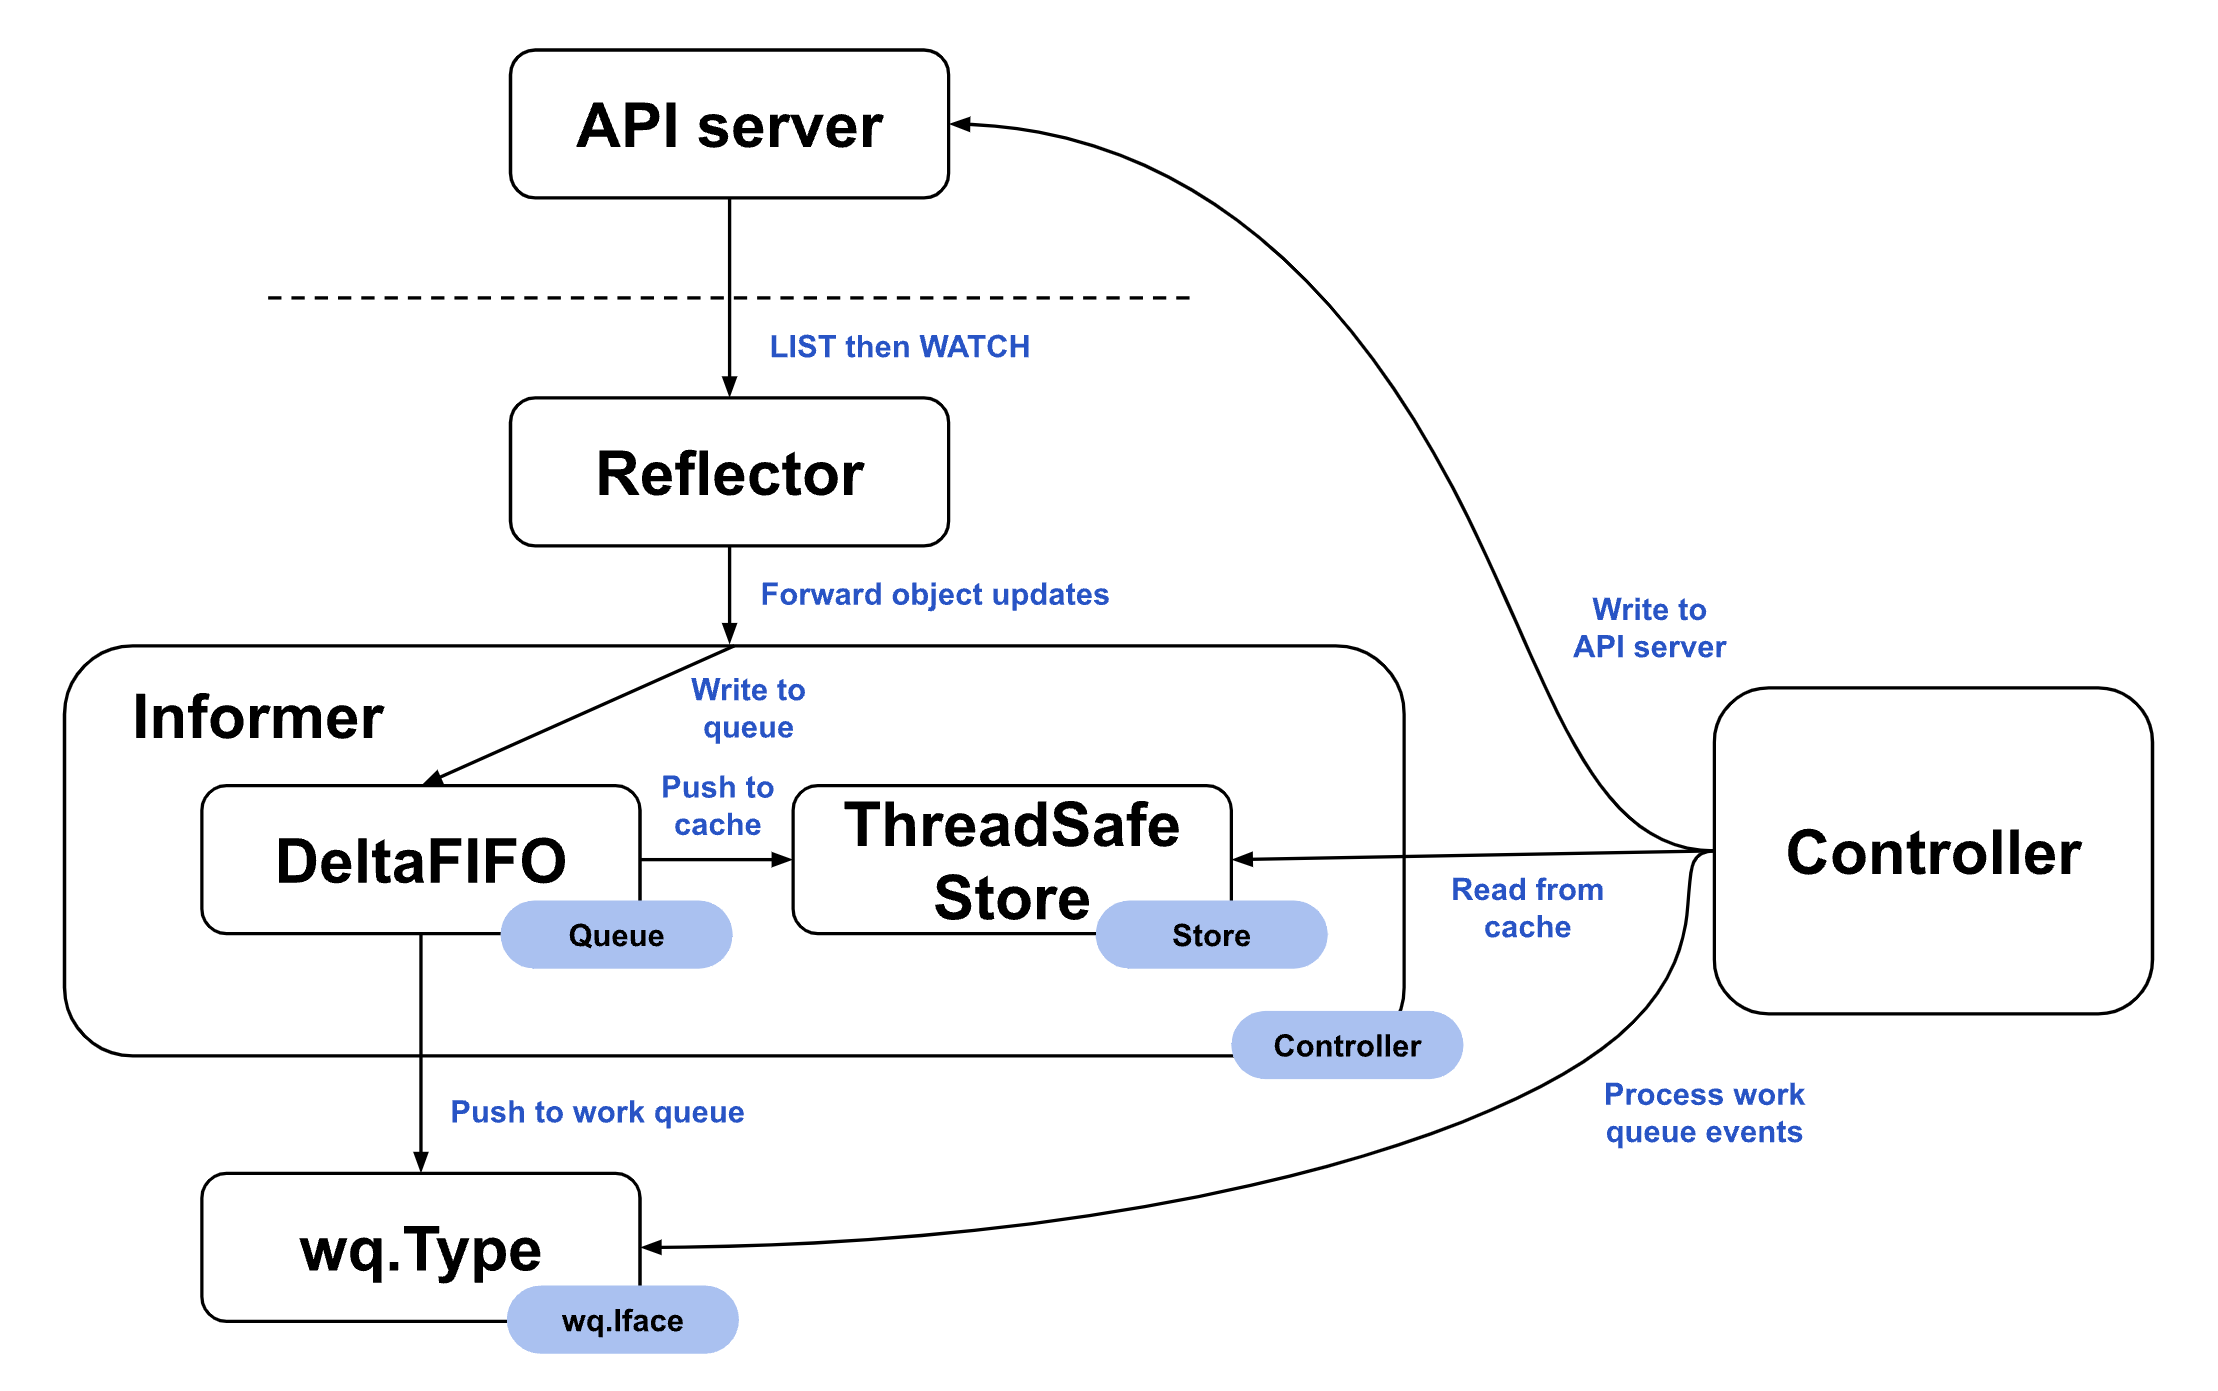 API server
LIST then WATCH
Reflector
Forward object updates
Write to
API server
Informer
Write to
queue
Push to
cache
DeltaFIFO
Queue
ThreadSafe
Store
Store
Read from
cache
Controller
Controller
Push to work queue
Process work
queue events
wq.Type
wq.Iface